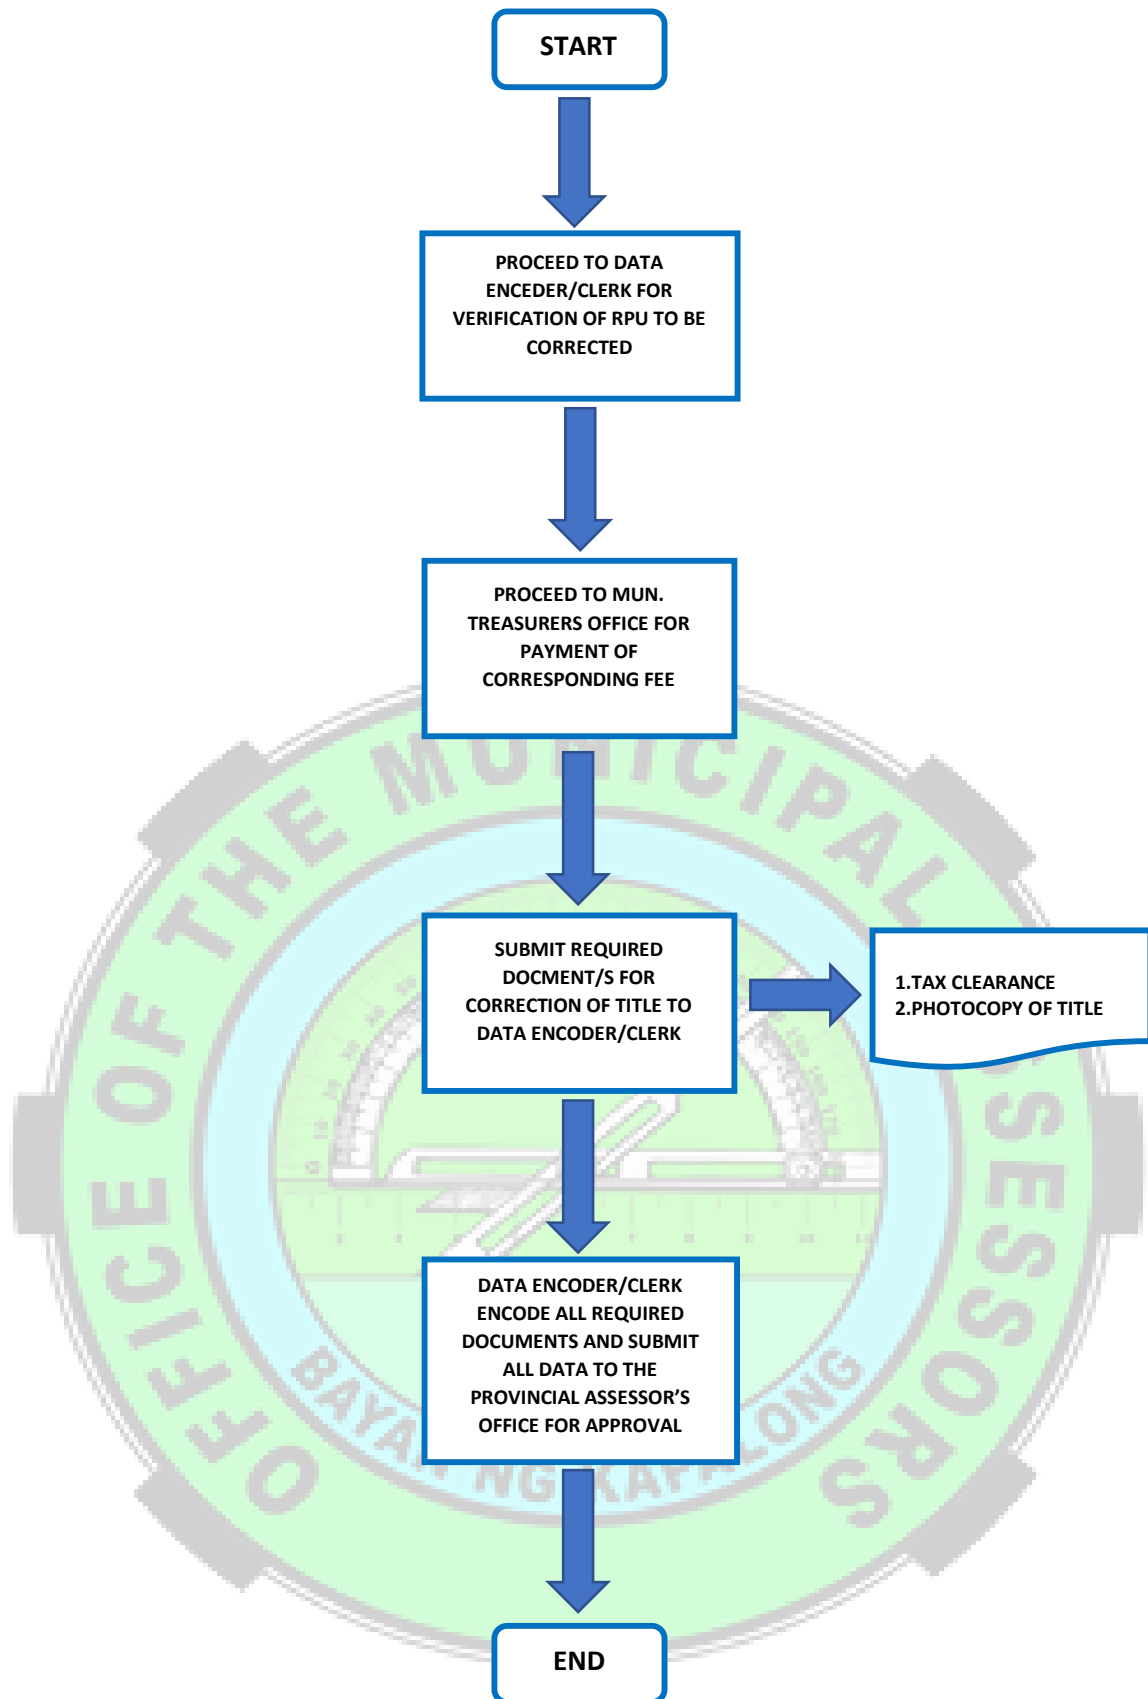 START
PROCEED TO DATA
ENCEDER/CLERK FOR
VERIFICATION OF RPU TO BE
CORRECTED
PROCEED TO MUN.
TREASURERS OFFICE FOR
PAYMENT OF
CORRESPONDING FEE
SUBMIT REQUIRED
DOCMENT/S FOR
CORRECTION OF TITLE TO
DATA ENCODER/CLERK
1.TAX CLEARANCE
2.PHOTOCOPY OF TITLE
DATA ENCODER/CLERK
ENCODE ALL REQUIRED
DOCUMENTS AND SUBMIT
ALL DATA TO THE
PROVINCIAL ASSESSOR’S
OFFICE FOR APPROVAL
END
OFFICE OF THE MUNICIPAL ASSESSORS
BAYAN NG KAPALONG